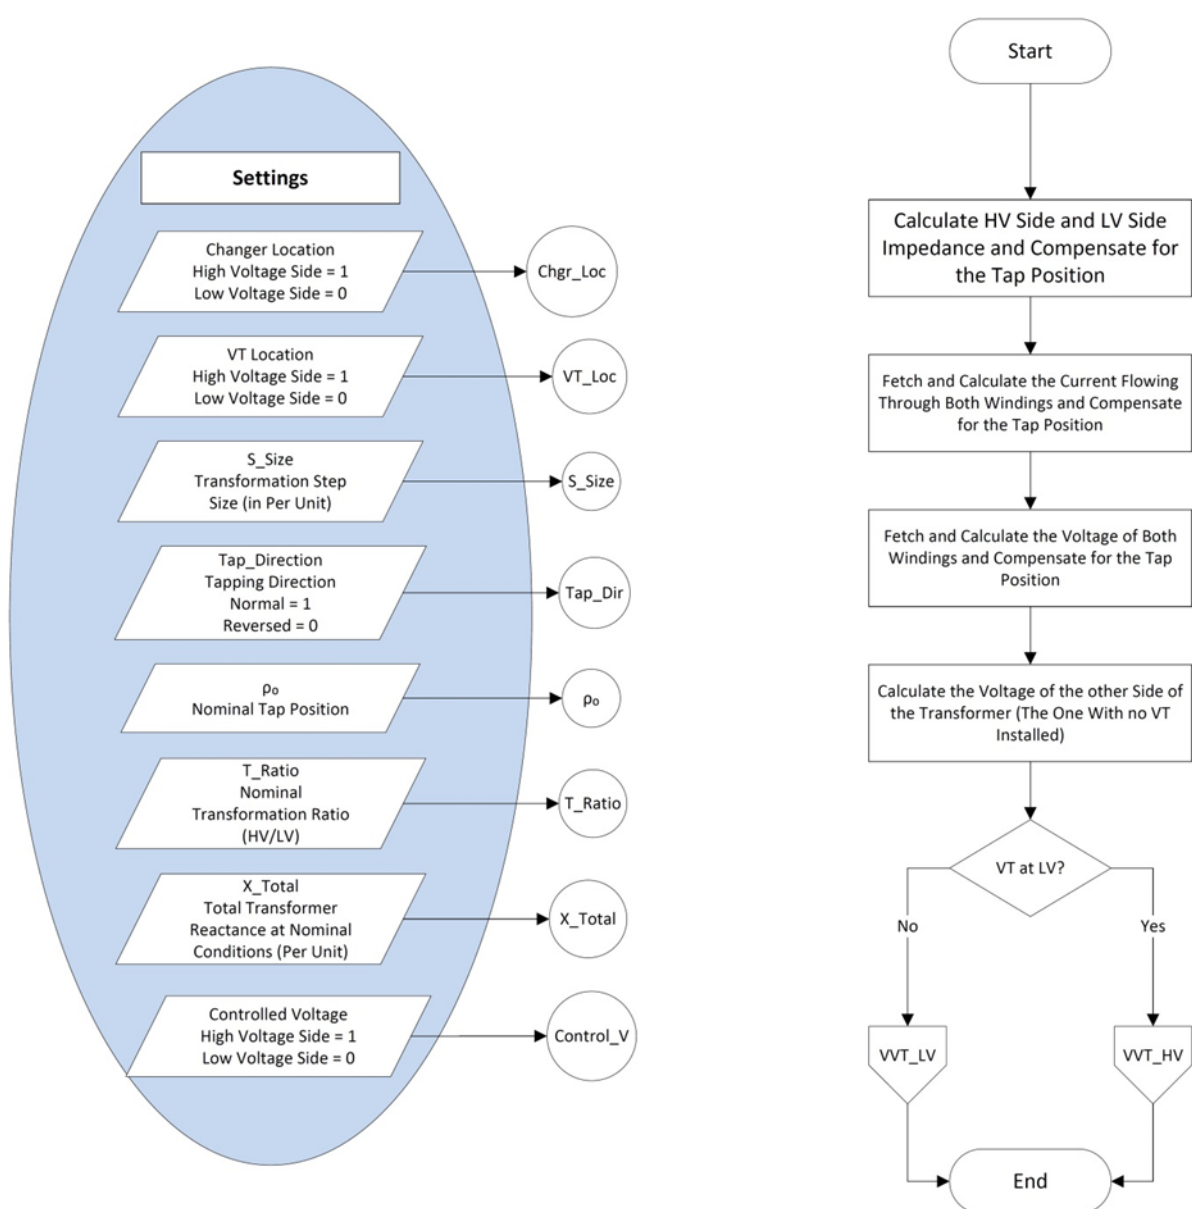 Settings
Changer Location
High Voltage Side = 1
Low Voltage Side = 0
Chgr_Loc
VT Location
High Voltage Side = 1
Low Voltage Side = 0
VT_Loc
S_Size
Transformation Step
Size (in Per Unit)
S_Size
Tap_Direction
Tapping Direction
Normal = 1
Reversed = 0
Tap_Dir
ρₒ
Nominal Tap Position
ρₒ
T_Ratio
Nominal
Transformation Ratio
(HV/LV)
T_Ratio
X_Total
Total Transformer
Reactance at Nominal
Conditions (Per Unit)
X_Total
Controlled Voltage
High Voltage Side = 1
Low Voltage Side = 0
Control_V
Start
Calculate HV Side and LV Side
Impedance and Compensate for
the Tap Position
Fetch and Calculate the Current Flowing
Through Both Windings and Compensate
for the Tap Position
Fetch and Calculate the Voltage of Both
Windings and Compensate for the Tap
Position
Calculate the Voltage of the other Side of
the Transformer (The One With no VT
Installed)
VT at LV?
No
Yes
VVT_LV
VVT_HV
End